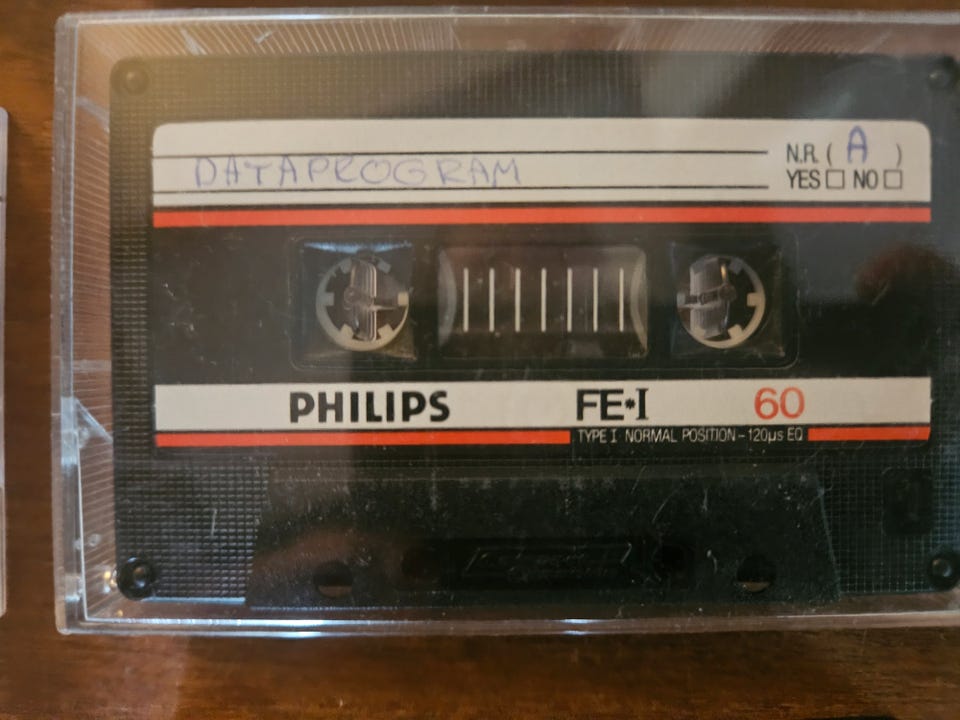 DATAPROGRAM
N.R. ( A )
YES NO
PHILIPS FE•I 60
TYPE I NORMAL POSITION – 120µs EQ